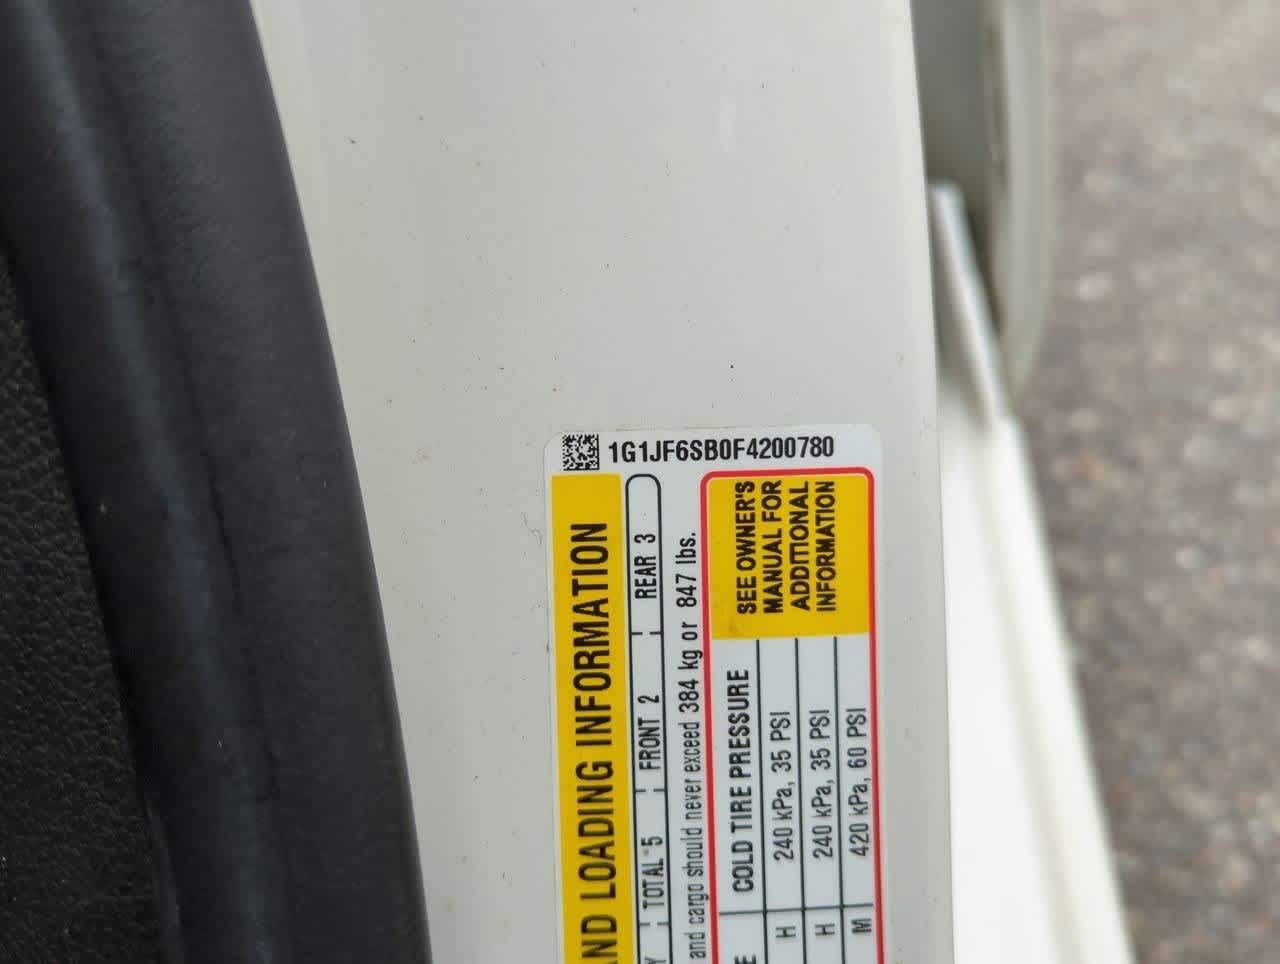 1G1JF6SB0F4200780
AND LOADING INFORMATION
TOTAL 5 FRONT 2 REAR 3
and cargo should never exceed 384 kg or 847 lbs.
COLD TIRE PRESSURE
H 240 kPa, 35 PSI
H 240 kPa, 35 PSI
M 420 kPa, 60 PSI
SEE OWNER'S
MANUAL FOR
ADDITIONAL
INFORMATION